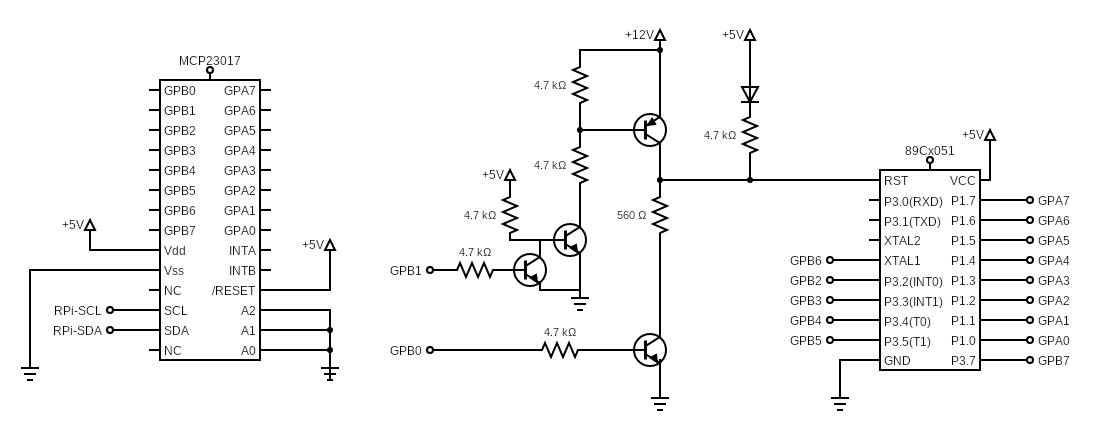 MCP23017
GPB0 GPA7
GPB1 GPA6
GPB2 GPA5
GPB3 GPA4
GPB4 GPA3
GPB5 GPA2
GPB6 GPA1
GPB7 GPA0
+5V
Vdd INTA
Vss INTB
+5V
NC /RESET
RPi-SCL SCL A2
RPi-SDA SDA A1
NC A0
+12V
+5V
4.7 kΩ
4.7 kΩ
4.7 kΩ
+5V
4.7 kΩ
560 Ω
4.7 kΩ
GPB1
4.7 kΩ
GPB0
+5V
89Cx051
RST VCC
P3.0(RXD) P1.7 GPA7
P3.1(TXD) P1.6 GPA6
XTAL2 P1.5 GPA5
GPB6 XTAL1 P1.4 GPA4
GPB2 P3.2(INT0) P1.3 GPA3
GPB3 P3.3(INT1) P1.2 GPA2
GPB4 P3.4(T0) P1.1 GPA1
GPB5 P3.5(T1) P1.0 GPA0
GND P3.7 GPB7